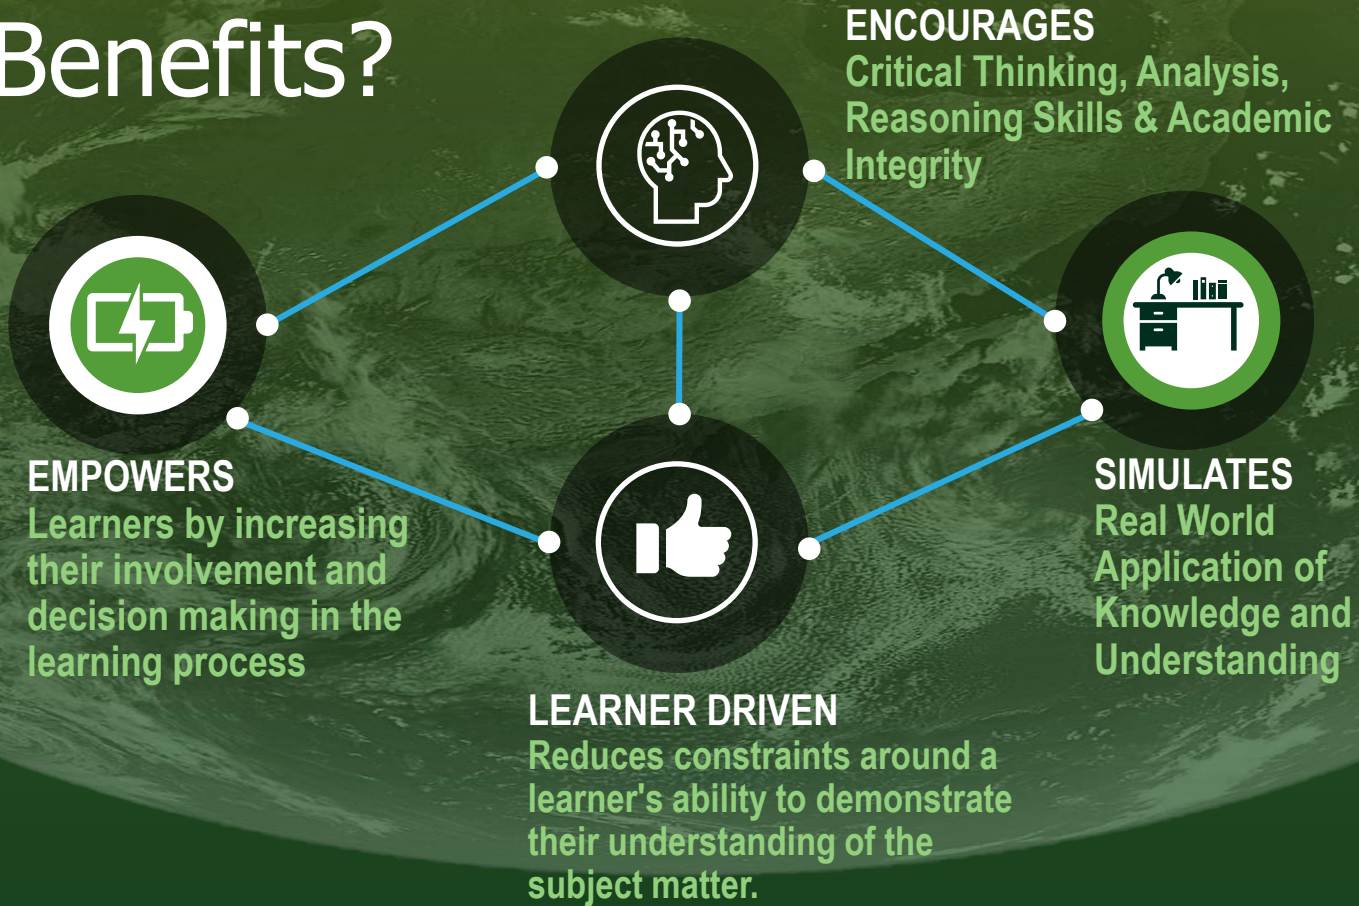 Benefits?
ENCOURAGES
Critical Thinking, Analysis,
Reasoning Skills & Academic
Integrity
EMPOWERS
Learners by increasing
their involvement and
decision making in the
learning process
SIMULATES
Real World
Application of
Knowledge and
Understanding
LEARNER DRIVEN
Reduces constraints around a
learner's ability to demonstrate
their understanding of the
subject matter.